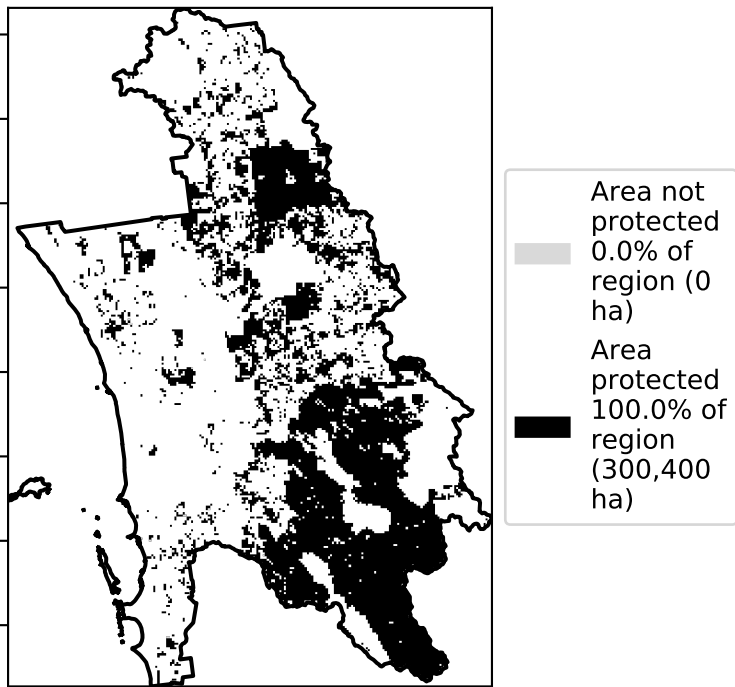 Area not
protected
0.0% of
region (0
ha)
Area
protected
100.0% of
region
(300,400
ha)